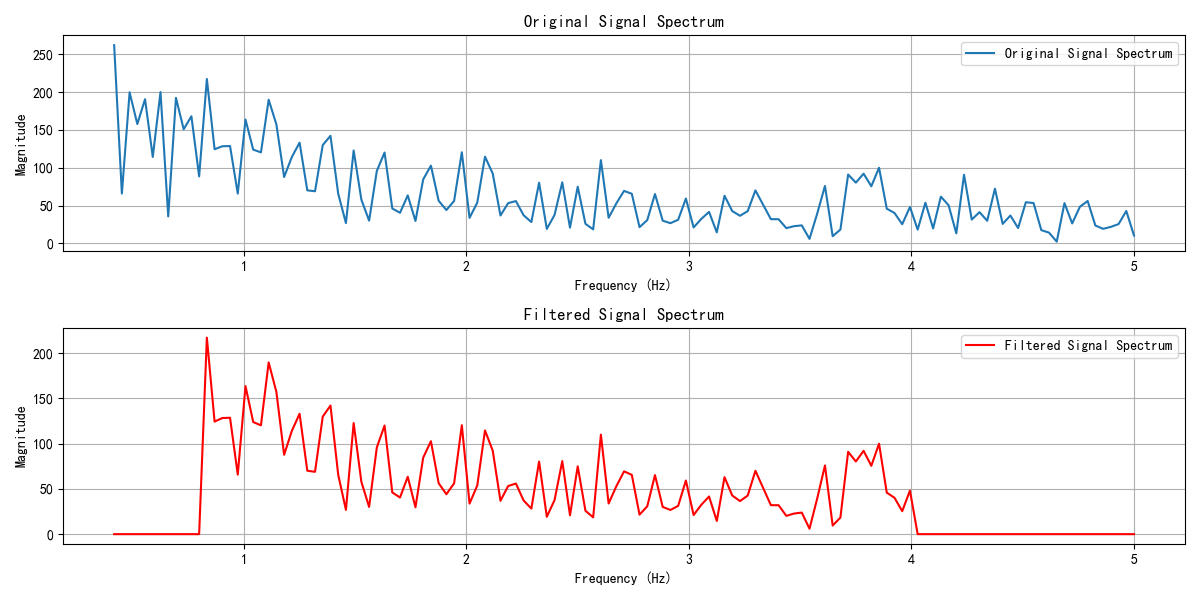 Original Signal Spectrum
Original Signal Spectrum
250
200
150
100
50
0
Magnitude
1 2 3 4 5
Frequency (Hz)
Filtered Signal Spectrum
Filtered Signal Spectrum
200
150
100
50
0
Magnitude
1 2 3 4 5
Frequency (Hz)